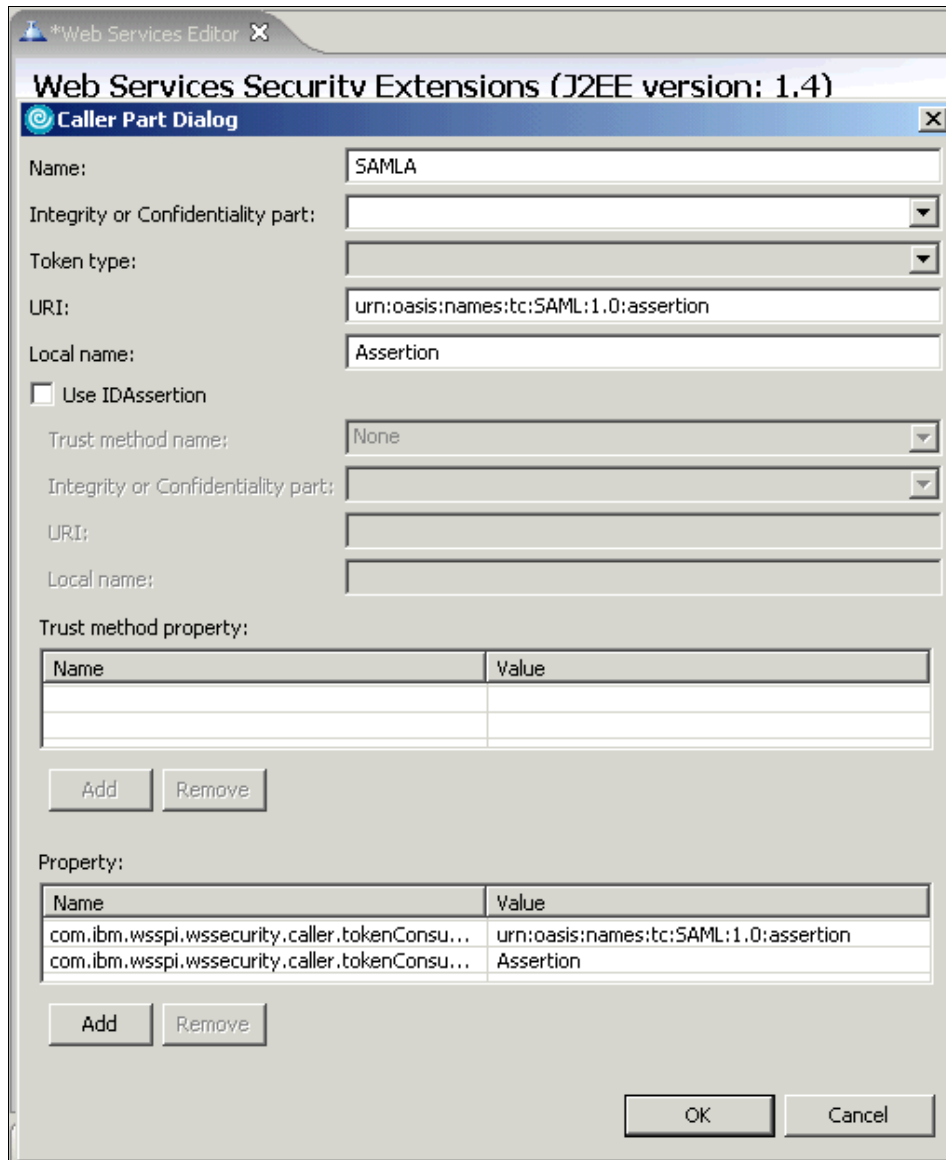 *Web Services Editor
Web Services Security Extensions (J2EE version: 1.4)
Caller Part Dialog
Name: SAMLA
Integrity or Confidentiality part:
Token type:
URI: urn:oasis:names:tc:SAML:1.0:assertion
Local name: Assertion
Use IDAssertion
Trust method name: None
Integrity or Confidentiality part:
URI:
Local name:
Trust method property:
Name Value
Add Remove
Property:
Name Value
com.ibm.wsspi.wssecurity.caller.tokenConsu... urn:oasis:names:tc:SAML:1.0:assertion
com.ibm.wsspi.wssecurity.caller.tokenConsu... Assertion
Add Remove
OK Cancel